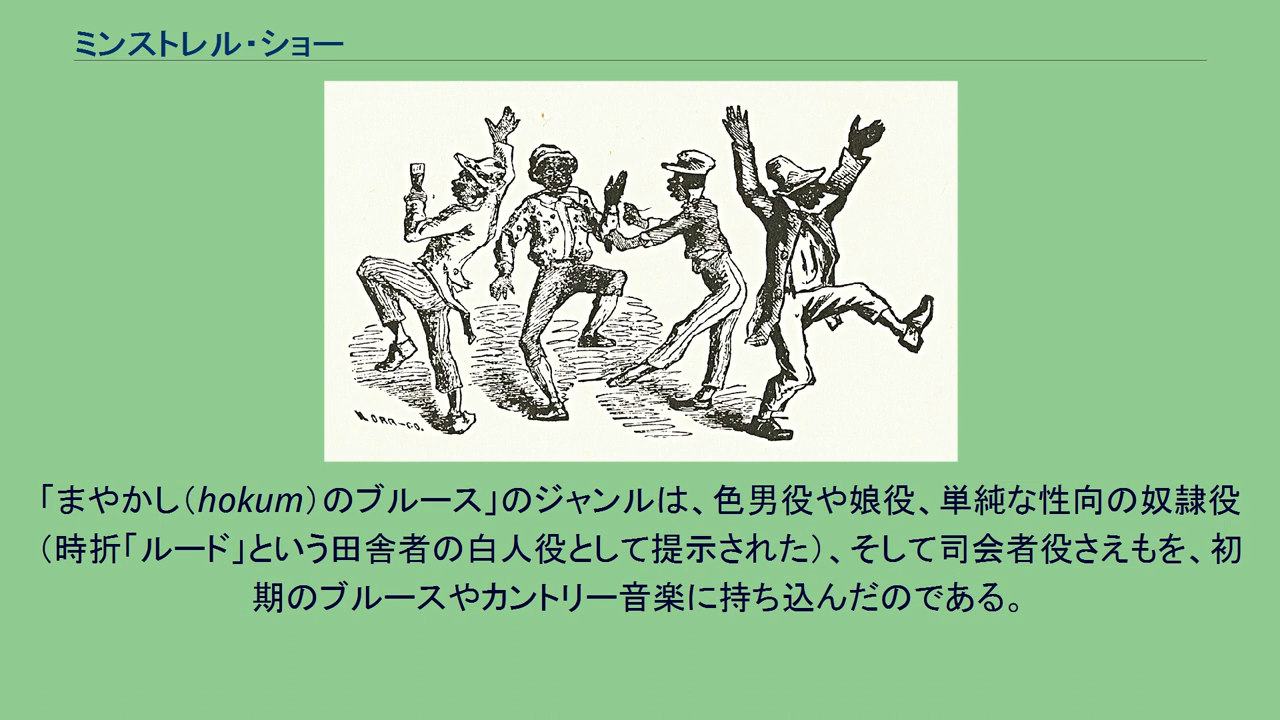 ミンストレル・ショー
「まやかし（hokum）のブルース」のジャンルは、色男役や娘役、単純な性向の奴隷役
（時折「ルード」という田舎者の白人役として提示された）、そして司会者役さえもを、初
期のブルースやカントリー音楽に持ち込んだのである。